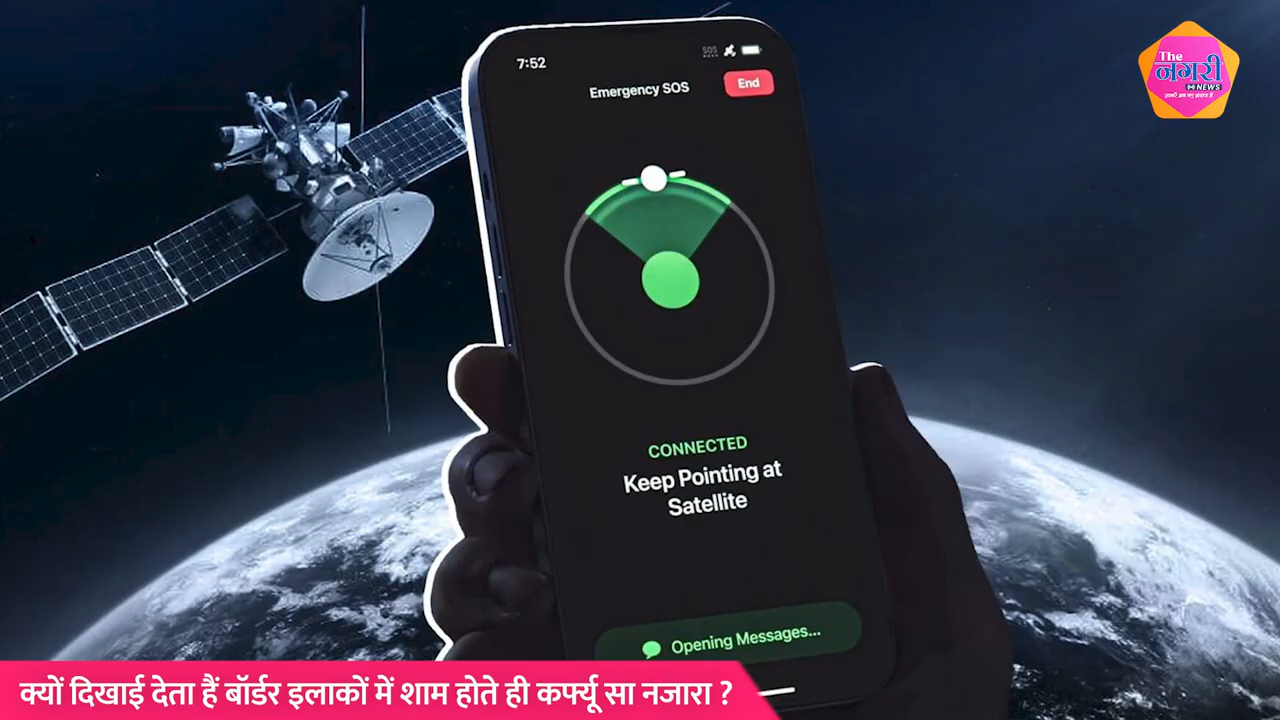 7:52
SOS
Emergency SOS
End
The
नगरी
NEWS
CONNECTED
Keep Pointing at
Satellite
Opening Messages...
क्यों दिखाई देता हैं बॉर्डर इलाकों में शाम होते ही कर्फ्यू सा नजारा ?